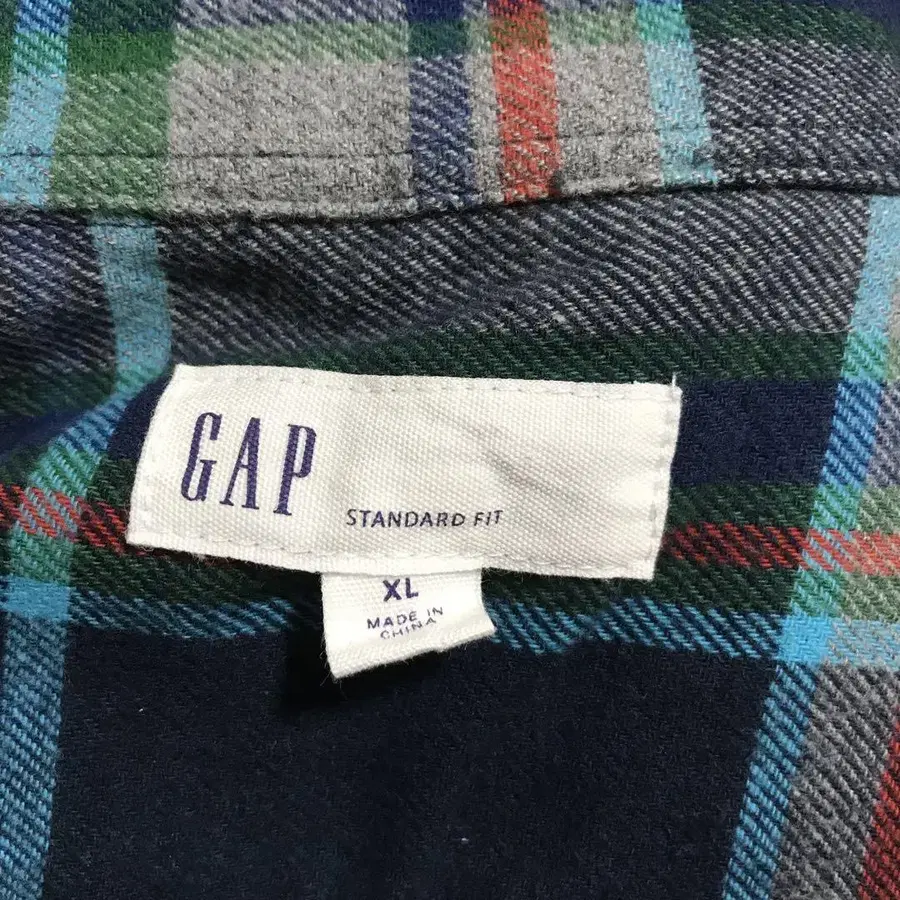 GAP
STANDARD FIT
XL
MADE IN
CHINA